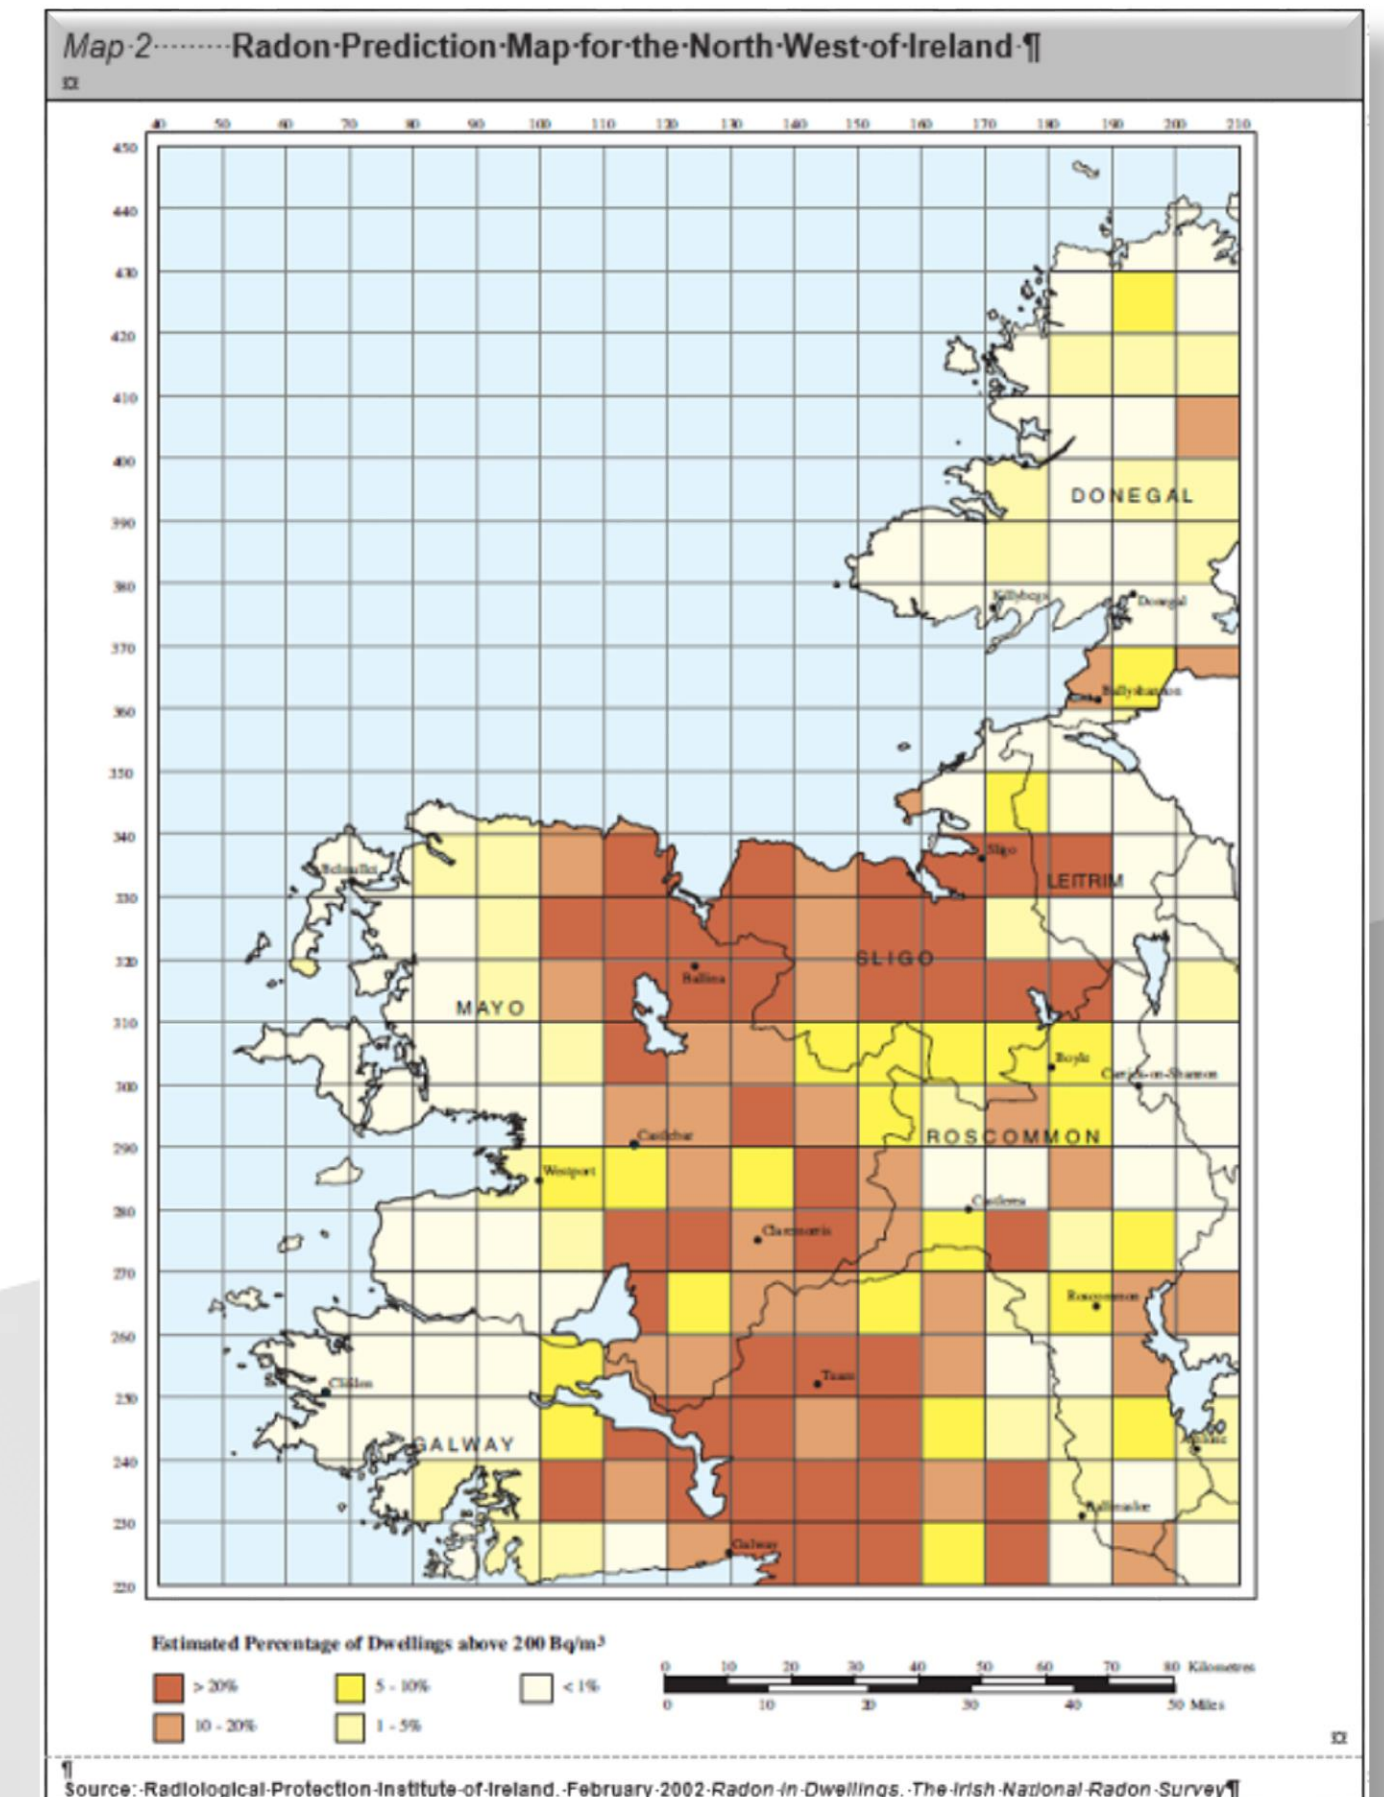 Map·2·········Radon·Prediction·Map·for·the·North·West·of·Ireland·¶
¤
40 50 60 70 80 90 100 110 120 130 140 150 160 170 180 190 200 210
450
440
430
420
410
400
DONEGAL
390
380
Killybegs
Donegal
370
Ballyshannon
360
350
340
Sligo
Belmullet
LEITRIM
330
320
SLIGO
Ballina
MAYO
310
Boyle
Carrick-on-Shannon
300
Castlebar
ROSCOMMON
290
Westport
Castlerea
280
Claremorris
270
Roscommon
260
Tuam
Clifden
250
GALWAY
Athlone
240
Ballinasloe
230
Galway
220
Estimated Percentage of Dwellings above 200 Bq/m³
0 10 20 30 40 50 60 70 80 Kilometres
> 20% 5 - 10% < 1%
0 10 20 30 40 50 Miles
10 - 20% 1 - 5%
¤
¶
Source:·Radiological·Protection·Institute·of·Ireland.·February·2002·Radon·in·Dwellings.·The·Irish·National·Radon·Survey¶